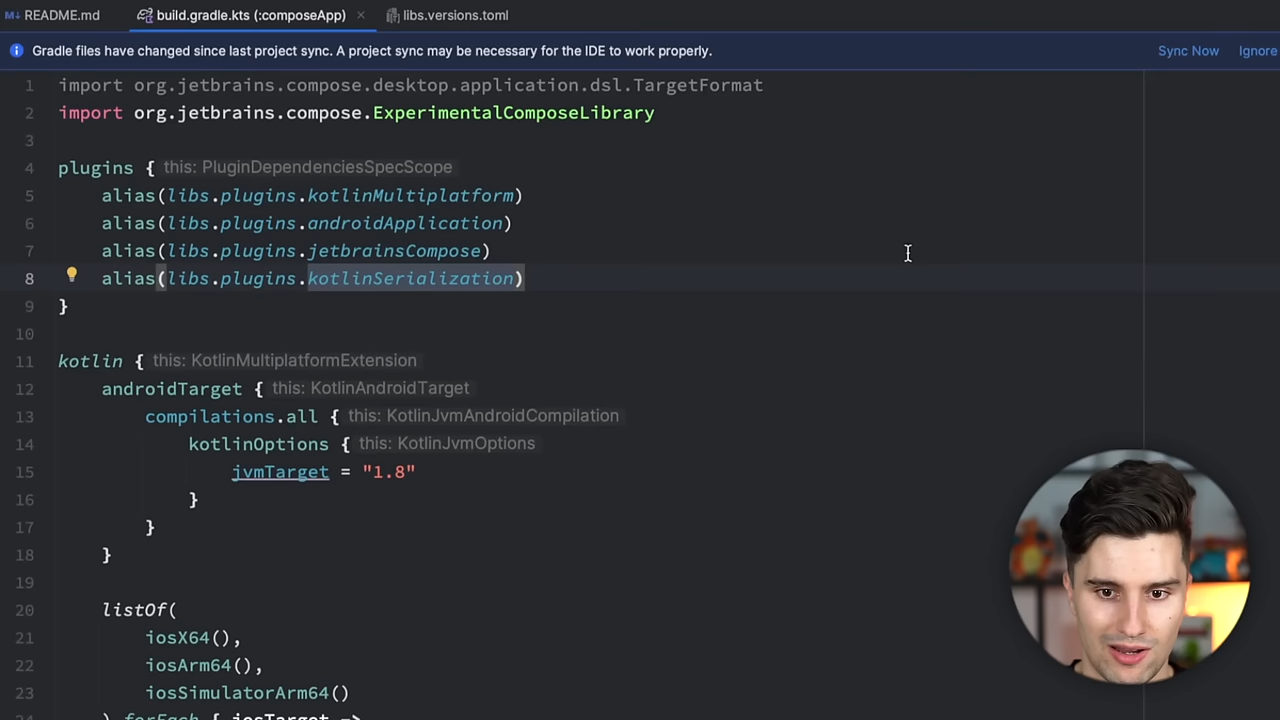 README.md
build.gradle.kts (:composeApp)
libs.versions.toml
Gradle files have changed since last project sync. A project sync may be necessary for the IDE to work properly.
Sync Now
Ignore
1 import org.jetbrains.compose.desktop.application.dsl.TargetFormat
2 import org.jetbrains.compose.ExperimentalComposeLibrary
3
4 plugins { this: PluginDependenciesSpecScope
5 alias(libs.plugins.kotlinMultiplatform)
6 alias(libs.plugins.androidApplication)
7 alias(libs.plugins.jetbrainsCompose)
8 alias(libs.plugins.kotlinSerialization)
9 }
10
11 kotlin { this: KotlinMultiplatformExtension
12 androidTarget { this: KotlinAndroidTarget
13 compilations.all { this: KotlinJvmAndroidCompilation
14 kotlinOptions { this: KotlinJvmOptions
15 jvmTarget = "1.8"
16 }
17 }
18 }
19
20 listOf(
21 iosX64(),
22 iosArm64(),
23 iosSimulatorArm64()
24 ).forEach { iosTarget ->